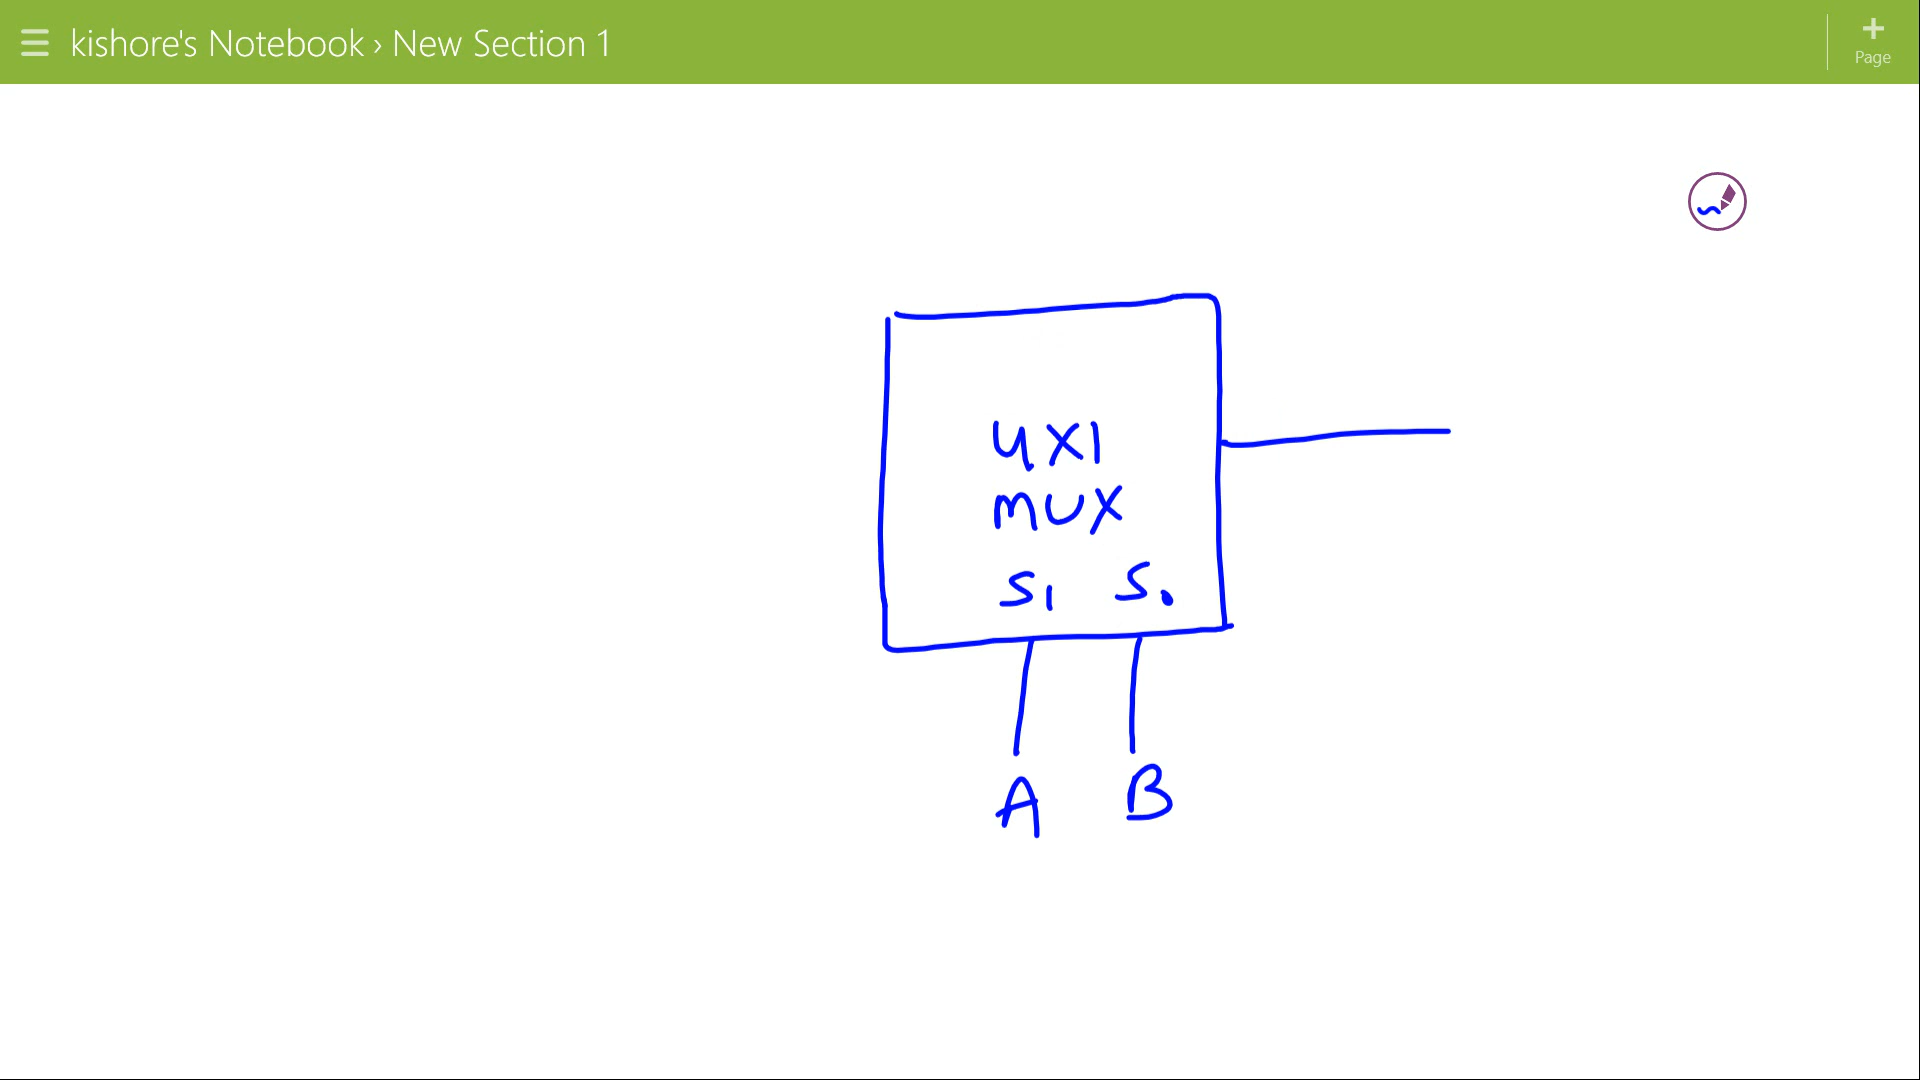 kishore's Notebook › New Section 1
+
Page
4X1
MUX
S1 S0
A B